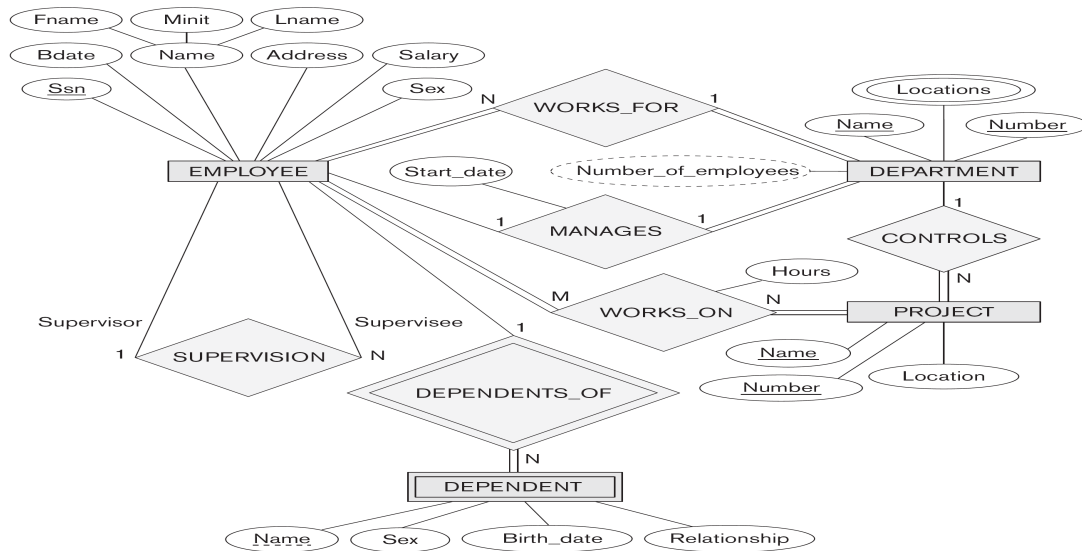 Fname Minit Lname
Bdate Name Address Salary
Ssn Sex
N WORKS_FOR 1
Locations
Name Number
EMPLOYEE
Start_date
Number_of_employees
DEPARTMENT
1 MANAGES 1
1
CONTROLS
N
Hours
M WORKS_ON N
PROJECT
Name
Number
Location
Supervisor Supervisee
1 SUPERVISION N
1
DEPENDENTS_OF
N
DEPENDENT
Name Sex Birth_date Relationship